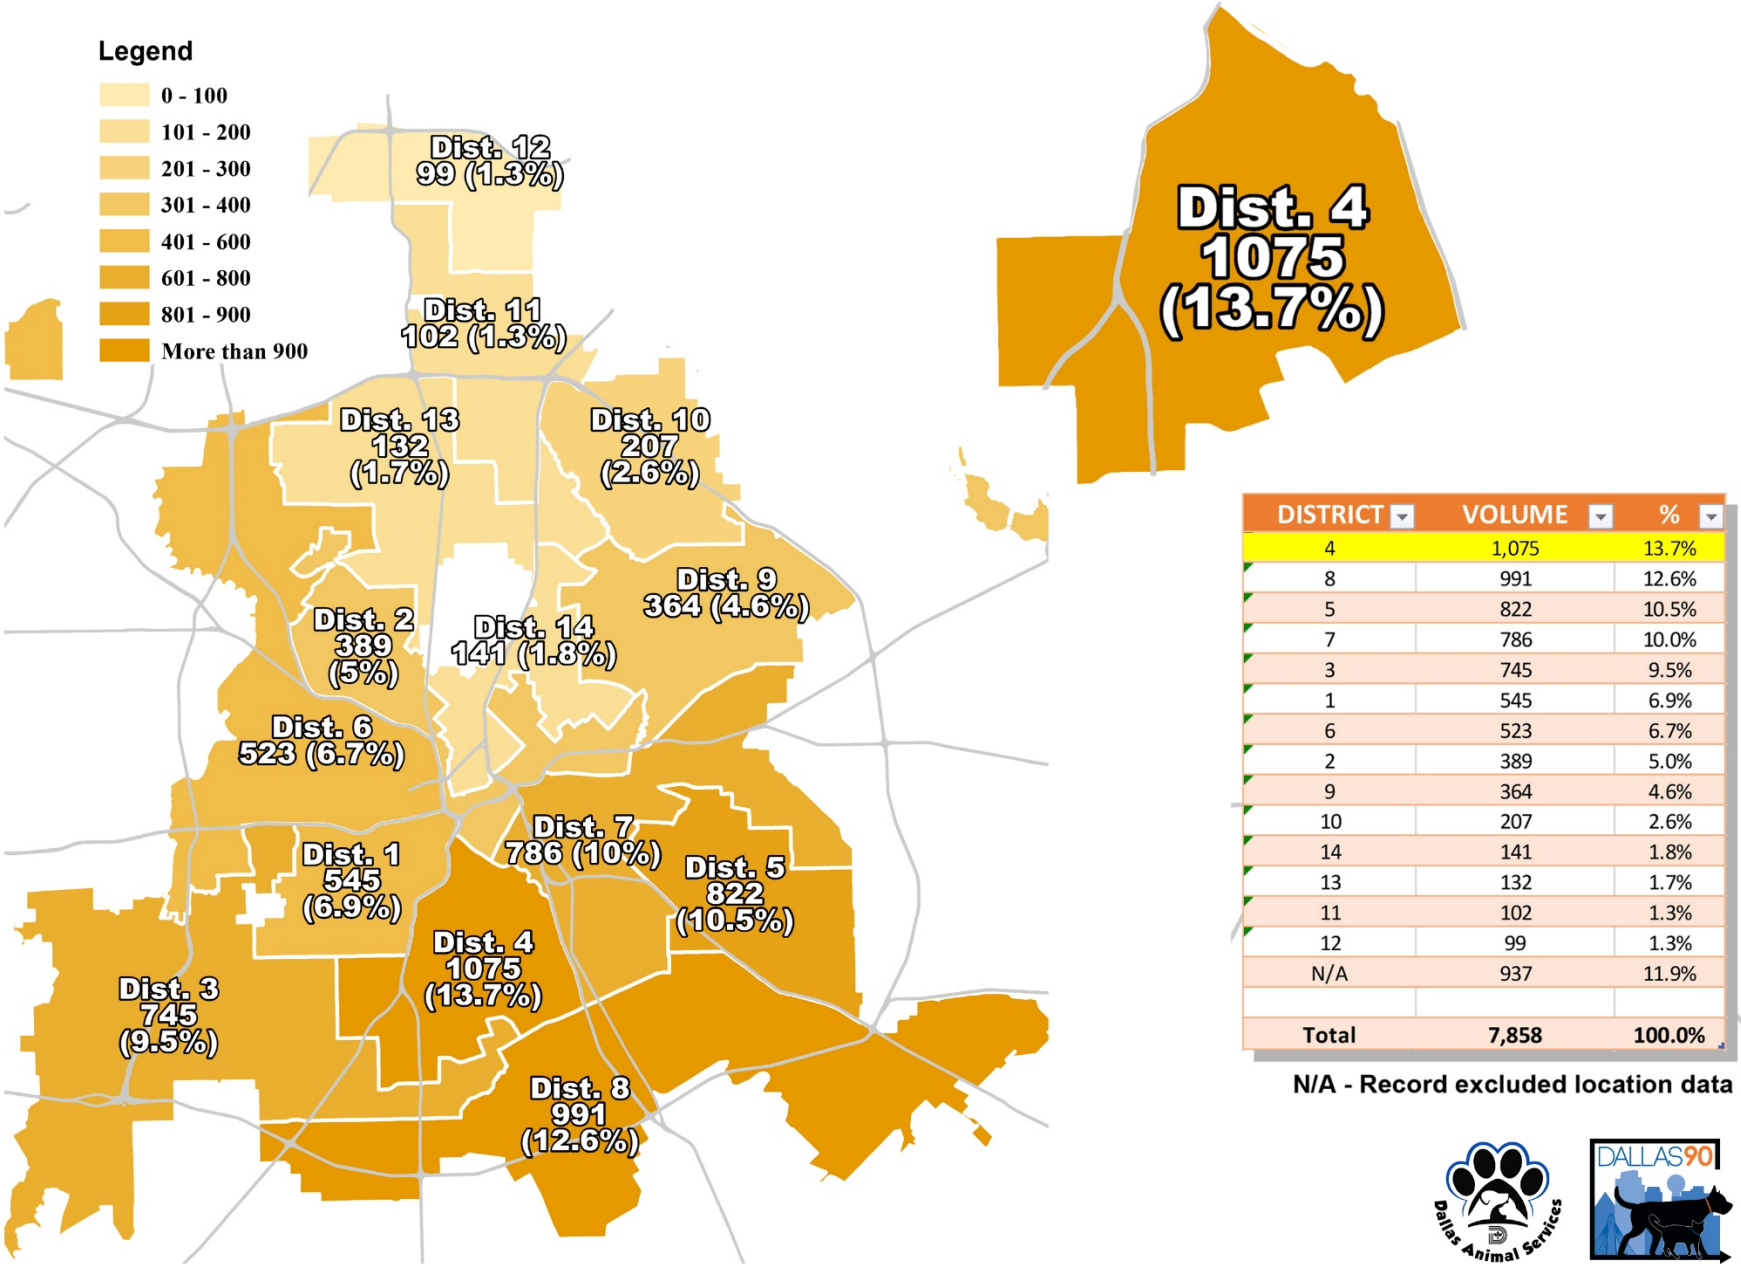 Legend
0 - 100
101 - 200
201 - 300
301 - 400
401 - 600
601 - 800
801 - 900
More than 900
Dist. 12
99 (1.3%)
Dist. 11
102 (1.3%)
Dist. 13
132
(1.7%)
Dist. 10
207
(2.6%)
Dist. 9
364 (4.6%)
Dist. 2
389
(5%)
Dist. 14
141 (1.8%)
Dist. 6
523 (6.7%)
Dist. 7
786 (10%)
Dist. 1
545
(6.9%)
Dist. 5
822
(10.5%)
Dist. 4
1075
(13.7%)
Dist. 3
745
(9.5%)
Dist. 8
991
(12.6%)
Dist. 4
1075
(13.7%)
DISTRICT VOLUME %
4 1,075 13.7%
8 991 12.6%
5 822 10.5%
7 786 10.0%
3 745 9.5%
1 545 6.9%
6 523 6.7%
2 389 5.0%
9 364 4.6%
10 207 2.6%
14 141 1.8%
13 132 1.7%
11 102 1.3%
12 99 1.3%
N/A 937 11.9%
Total 7,858 100.0%
N/A - Record excluded location data
Dallas Animal Services
DALLAS90